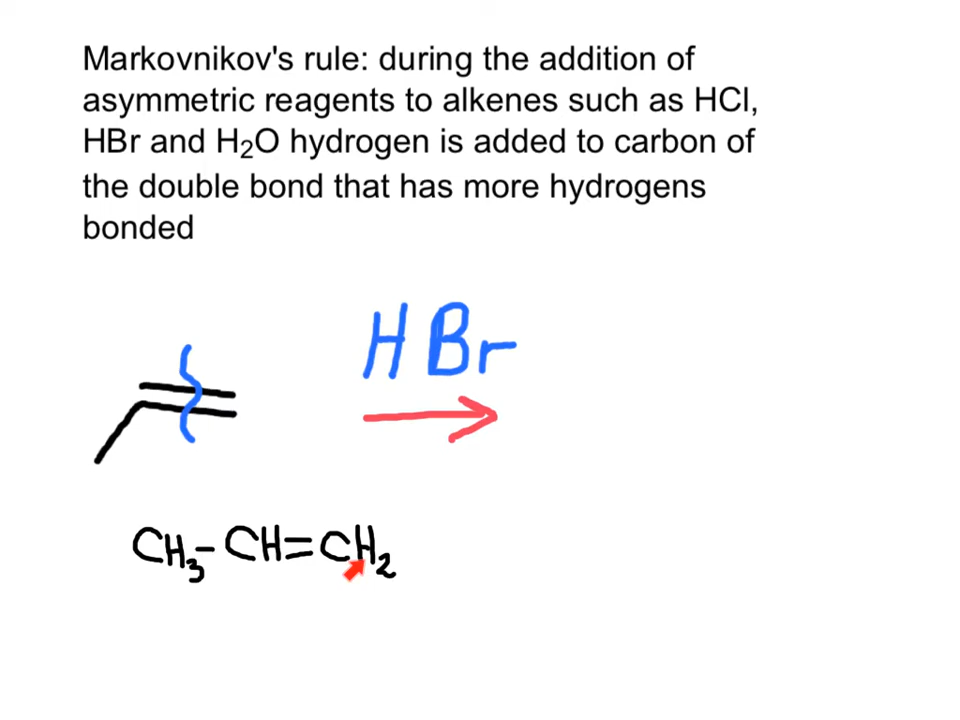 Markovnikov's rule: during the addition of
asymmetric reagents to alkenes such as HCl,
HBr and H₂O hydrogen is added to carbon of
the double bond that has more hydrogens
bonded
HBr
CH₃-CH=CH₂